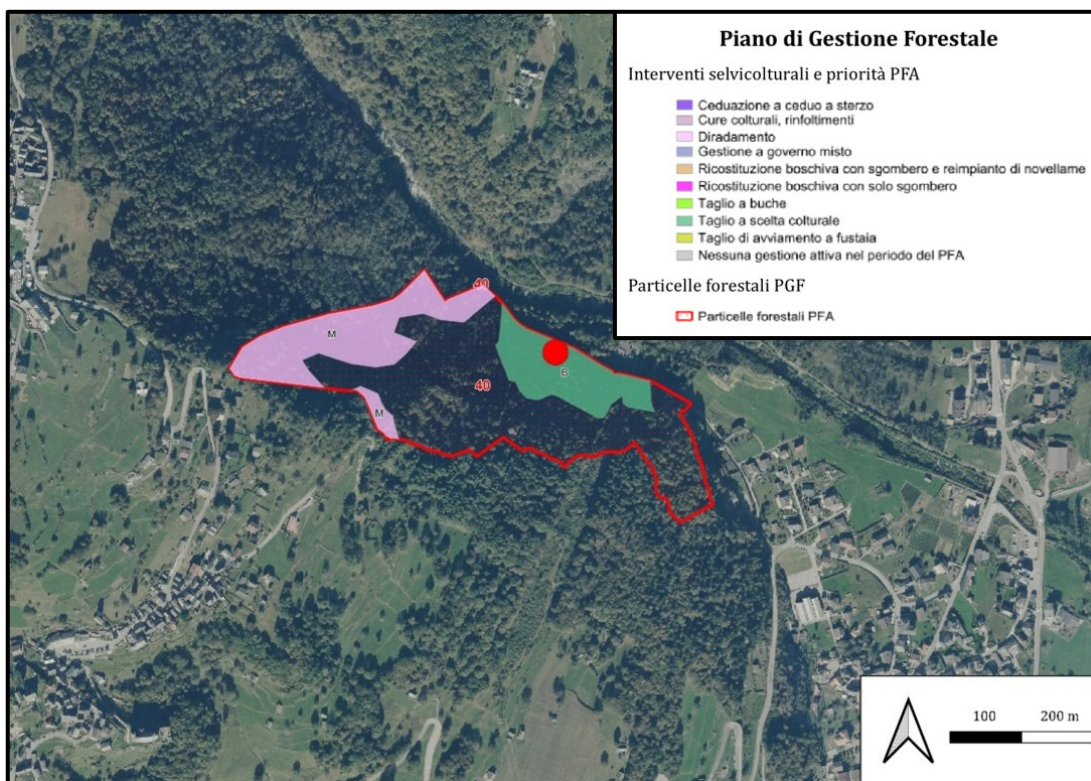 Piano di Gestione Forestale
Interventi selvicolturali e priorità PFA
Ceduazione a ceduo a sterzo
Cure colturali, rinfoltimenti
Diradamento
Gestione a governo misto
Ricostituzione boschiva con sgombero e reimpianto di novellame
Ricostituzione boschiva con solo sgombero
Taglio a buche
Taglio a scelta colturale
Taglio di avviamento a fustaia
Nessuna gestione attiva nel periodo del PFA
Particelle forestali PGF
Particelle forestali PFA
40
M
B
40
M
100 200 m